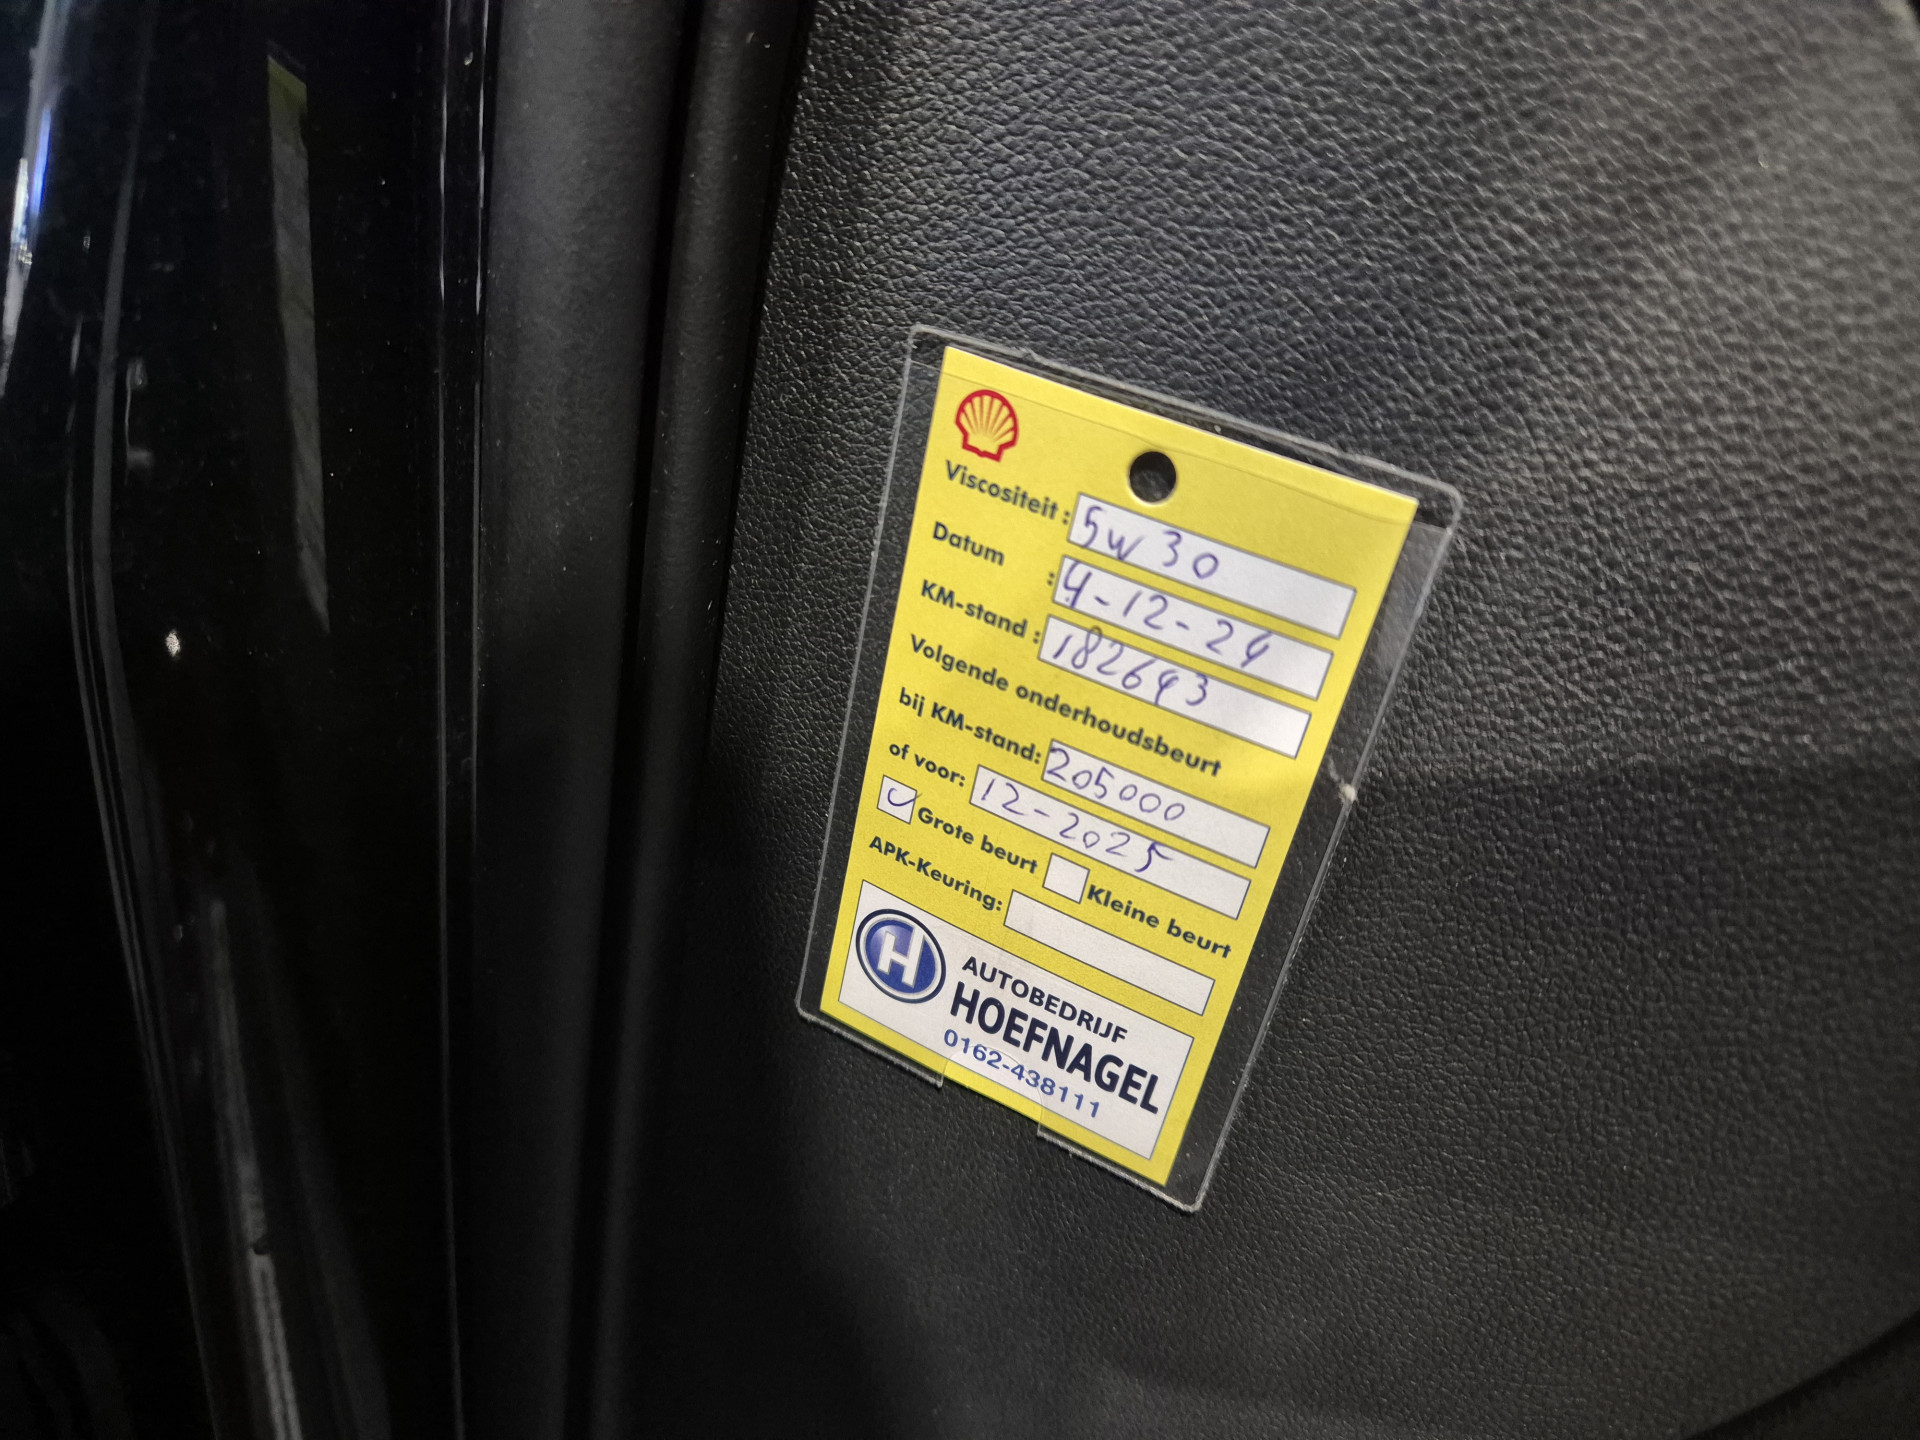 Viscositeit : 5w30
Datum : 4-12-24
KM-stand : 182643
Volgende onderhoudsbeurt
bij KM-stand: 205000
of voor: 12-2025
Grote beurt Kleine beurt
APK-Keuring:
H
AUTOBEDRIJF
HOEFNAGEL
0162-438111